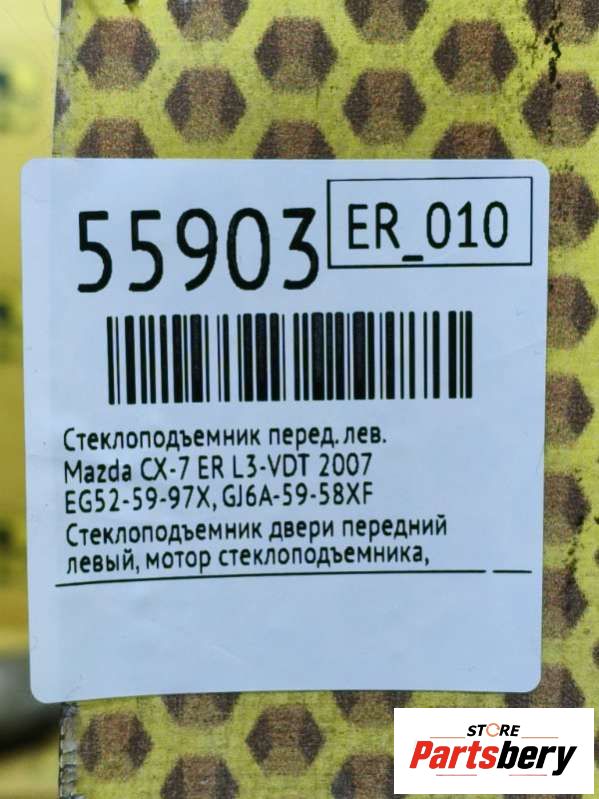 55903
ER_010
Стеклоподъемник перед. лев.
Mazda CX-7 ER L3-VDT 2007
EG52-59-97X, GJ6A-59-58XF
Стеклоподъемник двери передний
левый, мотор стеклоподъемника,
STORE
Partsbery